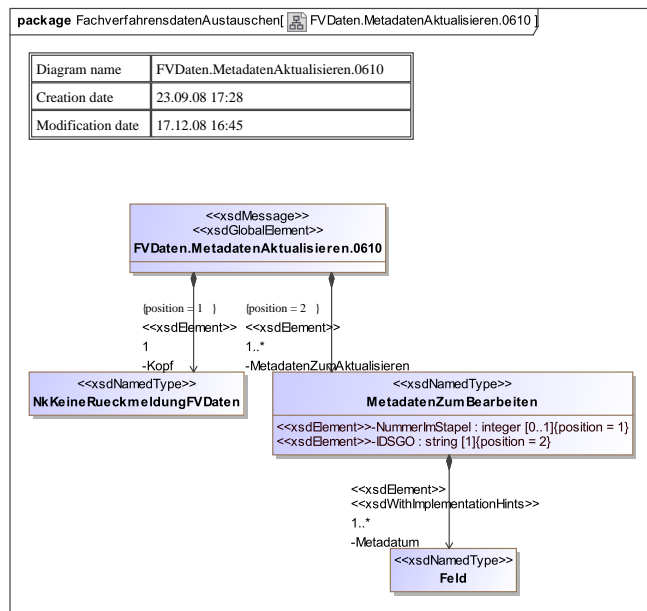 package FachverfahrensdatenAustauschen[ FVDaten.MetadatenAktualisieren.0610 ]
Diagram name FVDaten.MetadatenAktualisieren.0610
Creation date 23.09.08 17:28
Modification date 17.12.08 16:45
<<xsdMessage>>
<<xsdGlobalElement>>
FVDaten.MetadatenAktualisieren.0610
{position = 1 }
<<xsdElement>>
1
-Kopf
{position = 2 }
<<xsdElement>>
1..*
-MetadatenZumAktualisieren
<<xsdNamedType>>
NkKeineRueckmeldungFVDaten
<<xsdNamedType>>
MetadatenZumBearbeiten
<<xsdElement>>-NummerImStapel : integer [0..1]{position = 1}
<<xsdElement>>-IDSGO : string [1]{position = 2}
<<xsdElement>>
<<xsdWithImplementationHints>>
1..*
-Metadatum
<<xsdNamedType>>
Feld